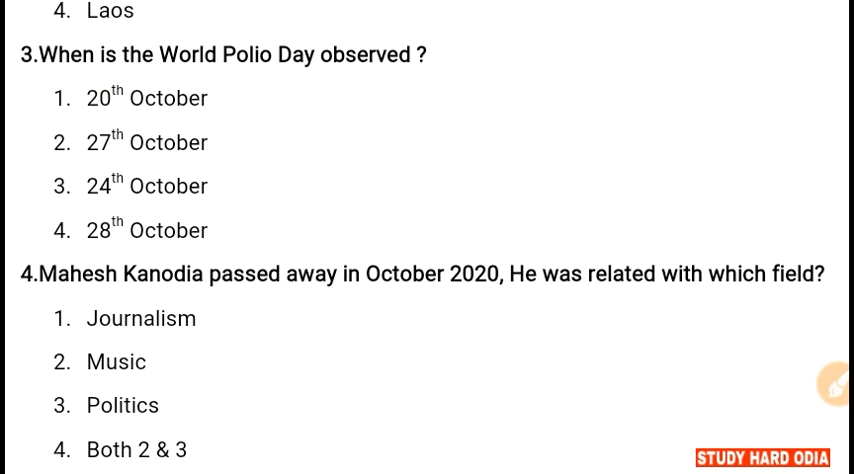 4. Laos
3.When is the World Polio Day observed ?
1. 20th October
2. 27th October
3. 24th October
4. 28th October
4.Mahesh Kanodia passed away in October 2020, He was related with which field?
1. Journalism
2. Music
3. Politics
4. Both 2 & 3
STUDY HARD ODIA